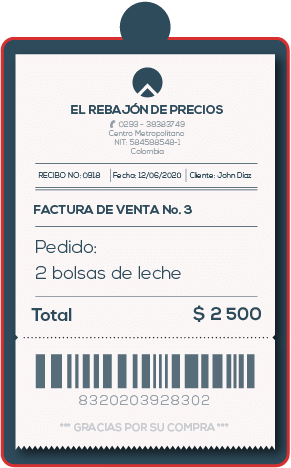 EL REBAJÓN DE PRECIOS
0293 - 38383749
Centro Metropolitano
NIT: 584588548-1
Colombia
RECIBO NO: 0918 Fecha: 12/06/2020 Cliente: John Díaz
FACTURA DE VENTA No. 3
Pedido:
2 bolsas de leche
Total $ 2 500
8320203928302
*** GRACIAS POR SU COMPRA ***